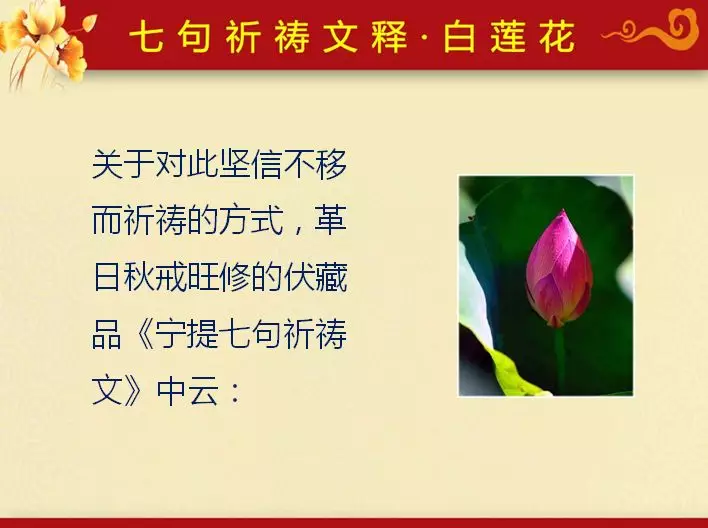 七句祈祷文释·白莲花
关于对此坚信不移
而祈祷的方式，革
日秋戒旺修的伏藏
品《宁提七句祈祷
文》中云：